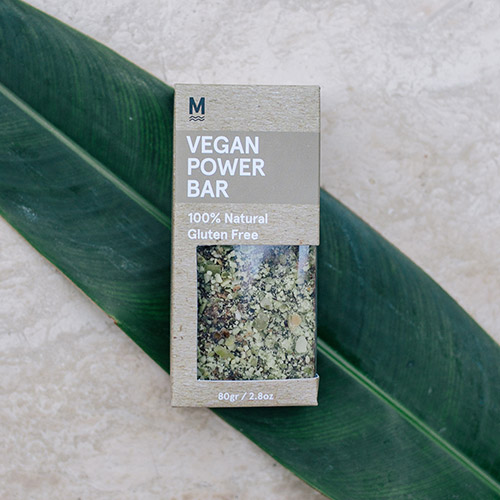 M
VEGAN
POWER
BAR
100% Natural
Gluten Free
80gr / 2.8oz